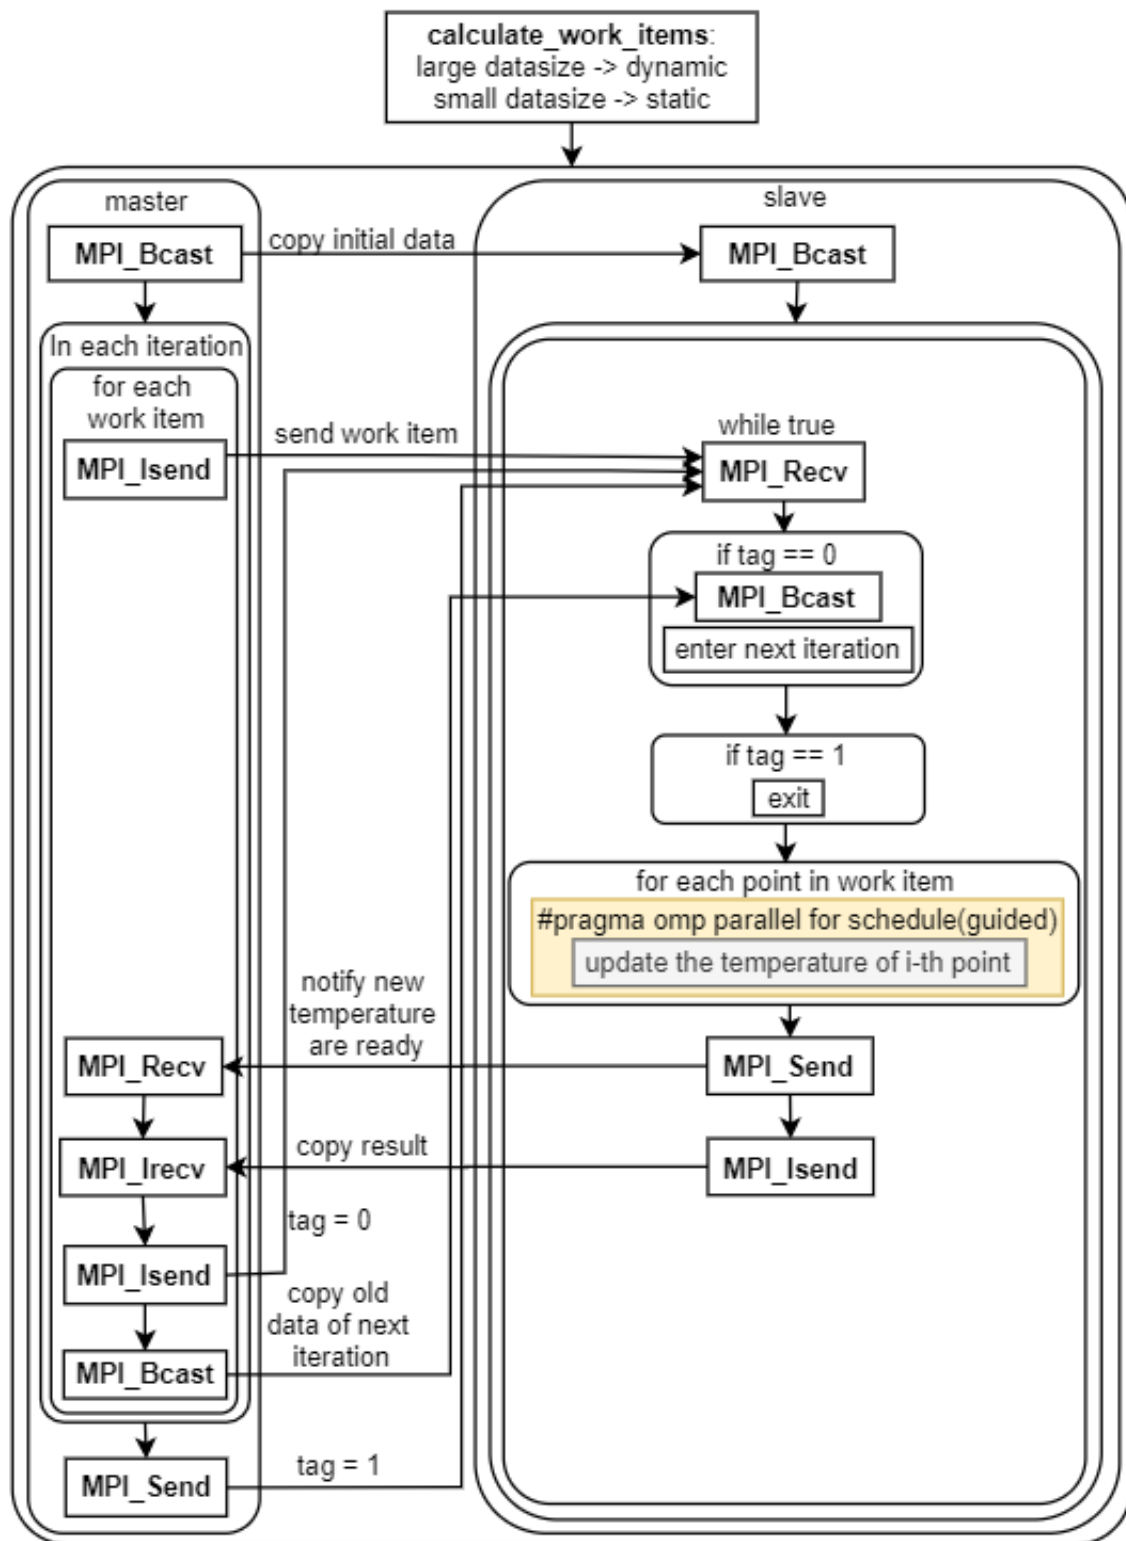 calculate_work_items:
large datasize -> dynamic
small datasize -> static
master
slave
MPI_Bcast
copy initial data
MPI_Bcast
In each iteration
for each
work item
MPI_Isend
send work item
while true
MPI_Recv
if tag == 0
MPI_Bcast
enter next iteration
if tag == 1
exit
for each point in work item
#pragma omp parallel for schedule(guided)
update the temperature of i-th point
notify new
temperature
are ready
MPI_Recv
MPI_Send
MPI_Irecv
copy result
MPI_Isend
tag = 0
MPI_Isend
copy old
data of next
iteration
MPI_Bcast
tag = 1
MPI_Send